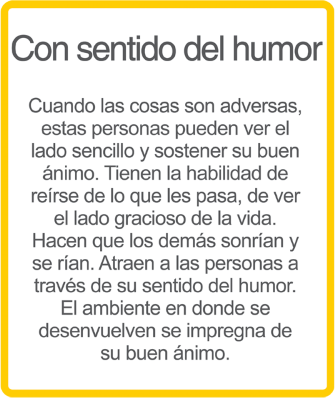 Con sentido del humor
Cuando las cosas son adversas,
estas personas pueden ver el
lado sencillo y sostener su buen
ánimo. Tienen la habilidad de
reírse de lo que les pasa, de ver
el lado gracioso de la vida.
Hacen que los demás sonrían y
se rían. Atraen a las personas a
través de su sentido del humor.
El ambiente en donde se
desenvuelven se impregna de
su buen ánimo.